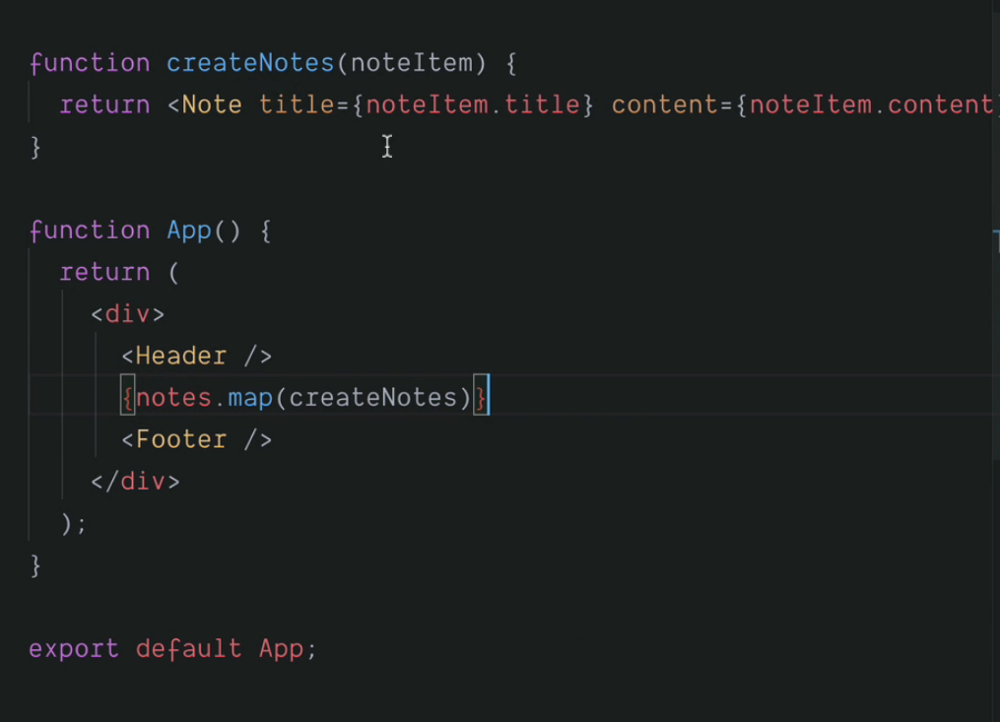 function createNotes(noteItem) {
  return <Note title={noteItem.title} content={noteItem.content}
}
function App() {
  return (
    <div>
      <Header />
      {notes.map(createNotes)}
      <Footer />
    </div>
  );
}
export default App;